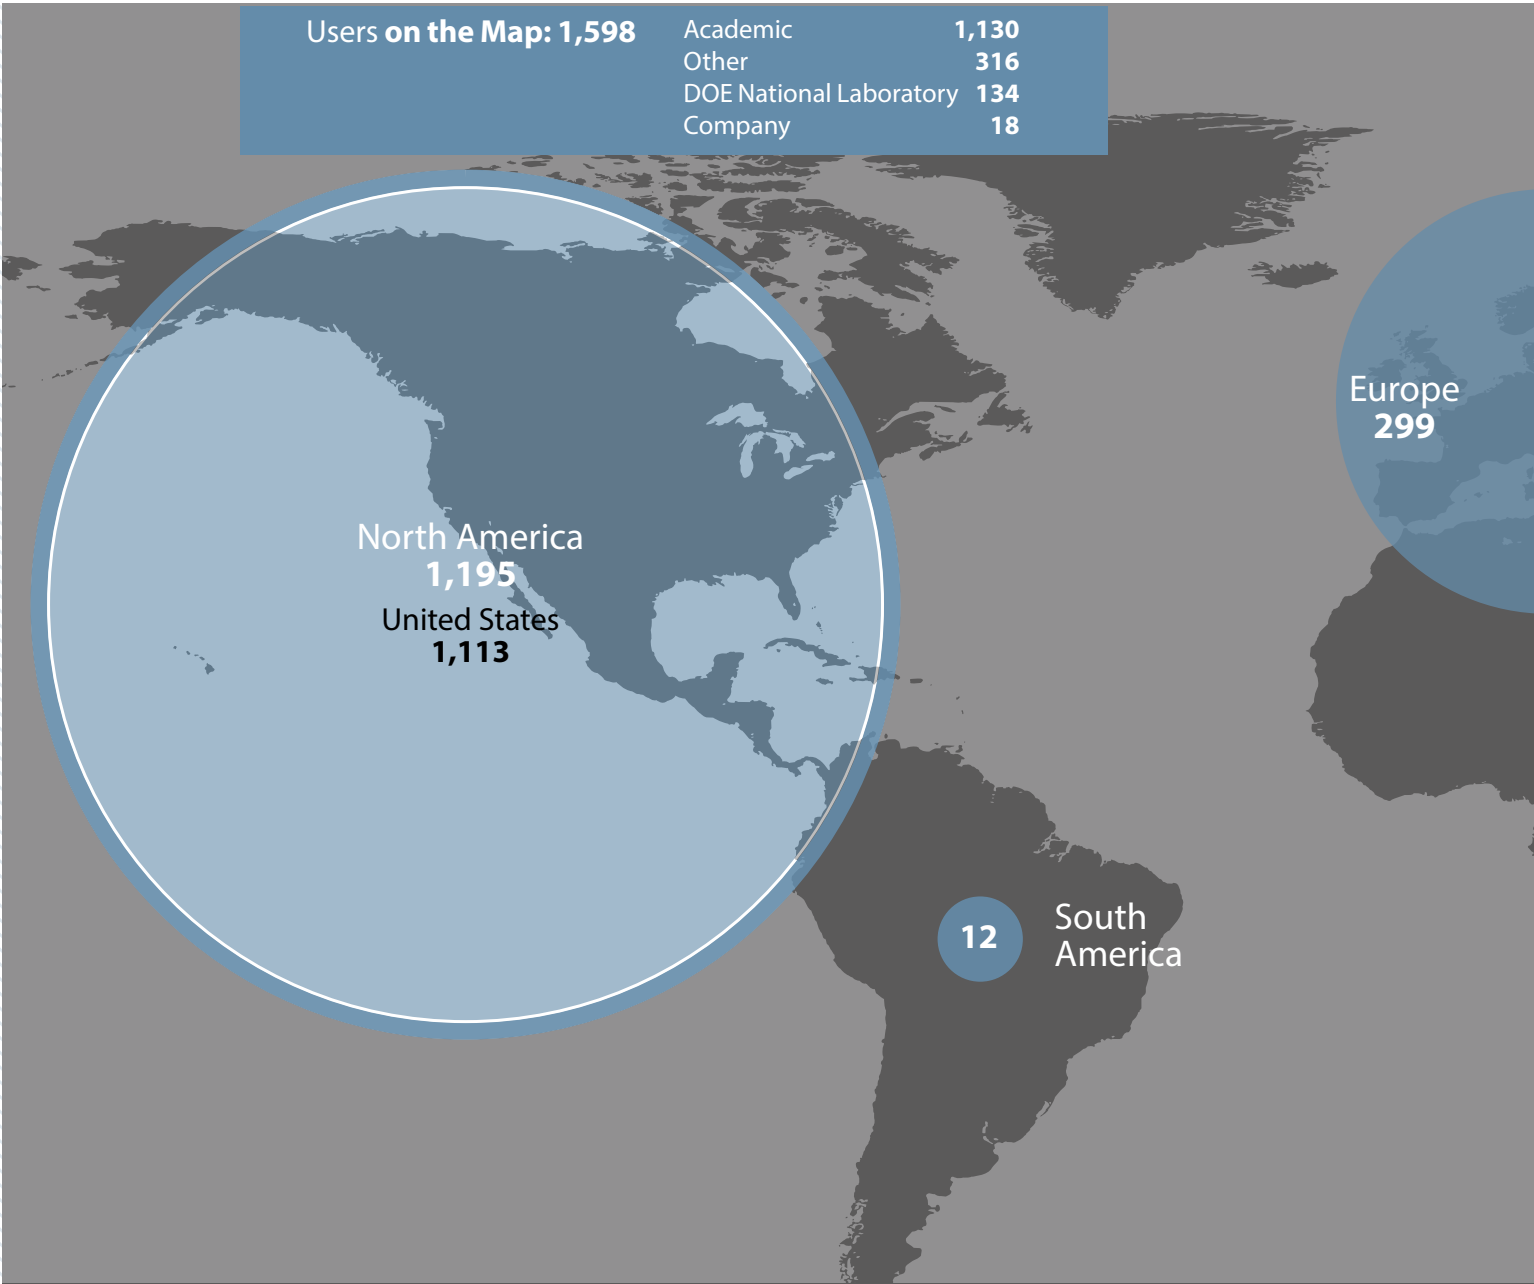 Users on the Map: 1,598
Academic 1,130
Other 316
DOE National Laboratory 134
Company 18
Europe
299
North America
1,195
United States
1,113
12
South
America